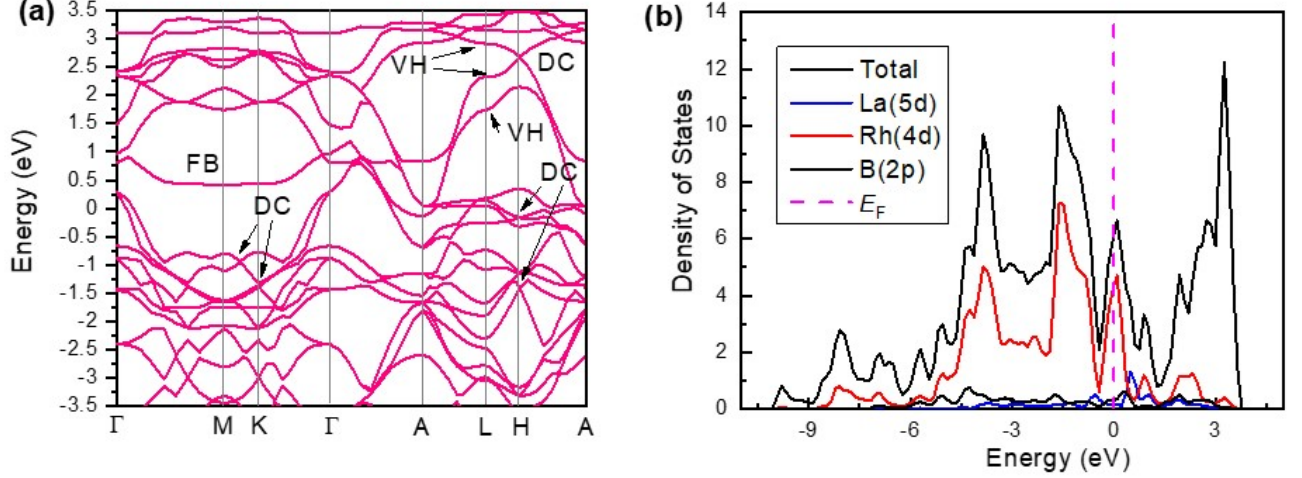 (a)
3.5
3
2.5
2
1.5
1
0.5
0
-0.5
-1
-1.5
-2
-2.5
-3
-3.5
Energy (eV)
VH
DC
VH
FB
DC
DC
Γ M K Γ A L H A
(b)
14
12
10
8
6
4
2
0
Density of States
Total
La(5d)
Rh(4d)
B(2p)
EF
-9 -6 -3 0 3
Energy (eV)